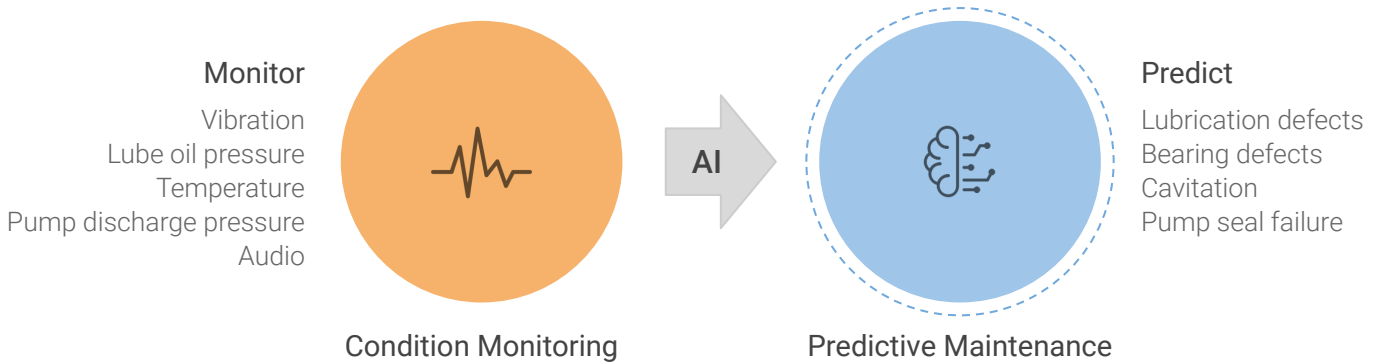 Monitor
Vibration
Lube oil pressure
Temperature
Pump discharge pressure
Audio
Condition Monitoring
AI
Predict
Lubrication defects
Bearing defects
Cavitation
Pump seal failure
Predictive Maintenance